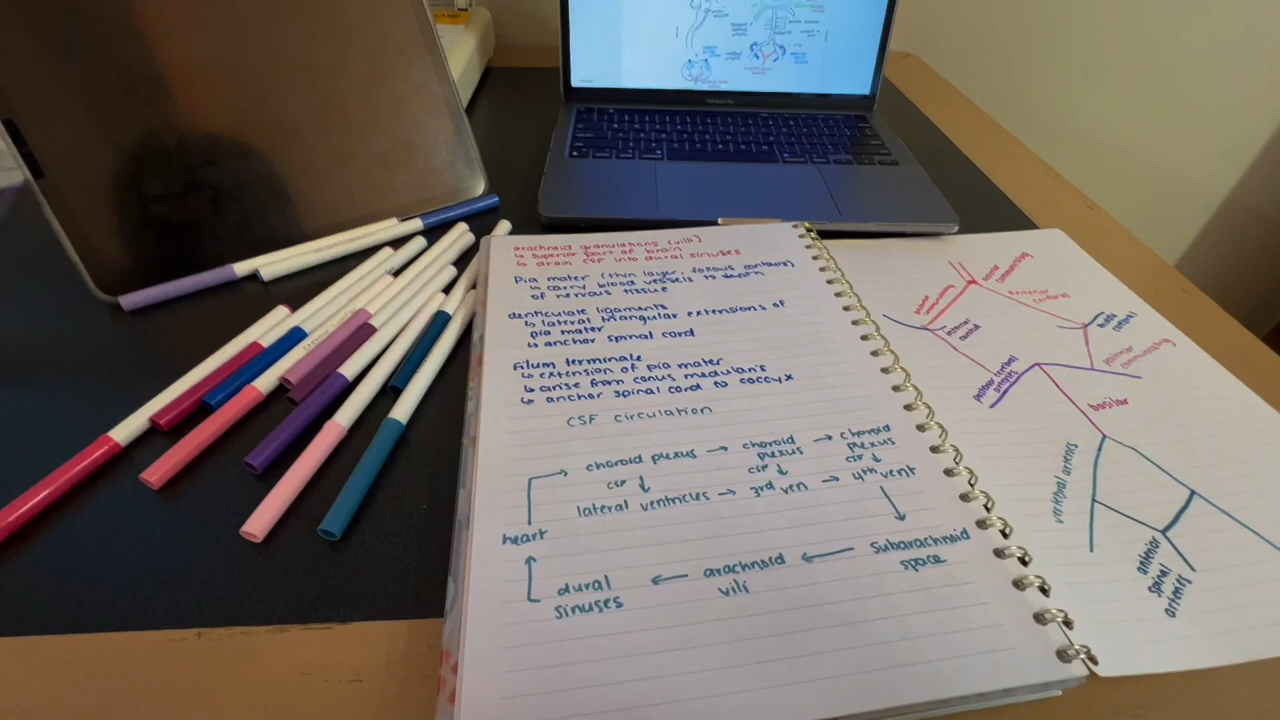 arachnoid granulations (villi)
↳ superior part of brain
↳ drain CSF into dural sinuses
Pia mater (thin layer, follows contours)
↳ carry blood vessels to depth
of nervous tissue
denticulate ligaments
↳ lateral triangular extensions of
pia mater
↳ anchor spinal cord
Filum terminale
↳ extension of pia mater
↳ arise from conus medularis
↳ anchor spinal cord to coccyx
CSF circulation
choroid plexus → choroid plexus → choroid plexus
CSF ↓ CSF ↓ CSF ↓
lateral ventricles → 3rd ven → 4th vent
heart
subarachnoid
space
arachnoid
vili
dural
sinuses
anterior
communicating
anterior
cerebral
internal
carotid
middle
cerebral
posterior
communicating
posterior cerebral
arteries
basilar
vertebral arteries
anterior
spinal
arteries
MacBook Pro